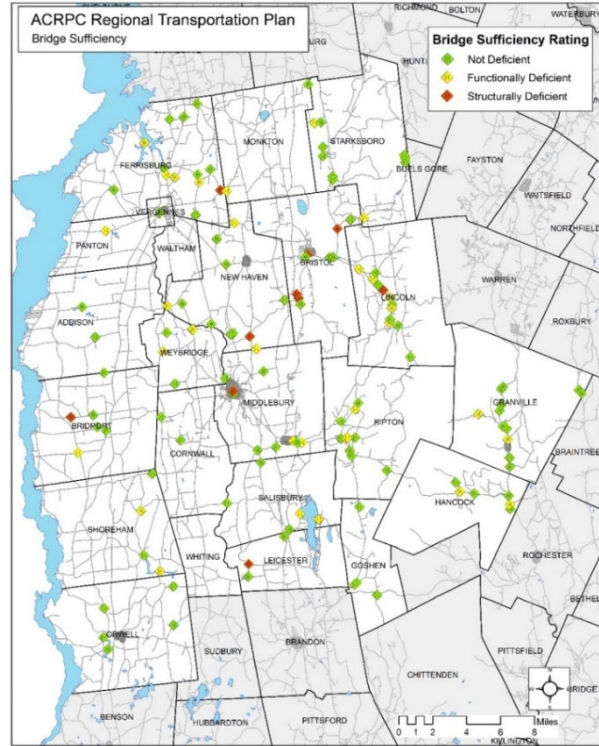 ACRPC Regional Transportation Plan
Bridge Sufficiency
Bridge Sufficiency Rating
Not Deficient
Functionally Deficient
Structurally Deficient
RICHMOND
BOLTON
WATERBURY
MONKTON
STARKSBORO
FERRISBURG
BUELS GORE
FAYSTON
WAITSFIELD
VERGENNES
NORTHFIELD
PANTON
WALTHAM
NEW HAVEN
BRISTOL
LINCOLN
WARREN
ROXBURY
ADDISON
WEYBRIDGE
MIDDLEBURY
RIPTON
GRANVILLE
BRIDPORT
CORNWALL
BRAINTREE
HANCOCK
SALISBURY
SHOREHAM
WHITING
LEICESTER
GOSHEN
ROCHESTER
BETHEL
ORWELL
SUDBURY
BRANDON
PITTSFIELD
CHITTENDEN
BRIDGE
BENSON
HUBBARDTON
PITTSFORD
KILLINGTON
0 1 2 4 6 8
Miles